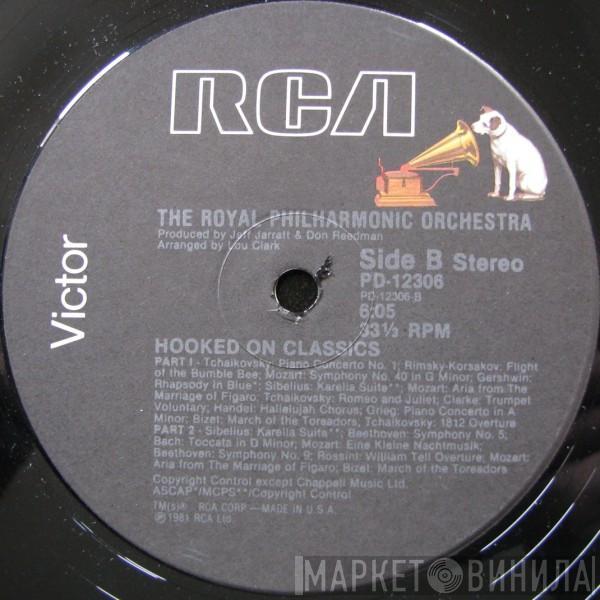 RCA
Victor
THE ROYAL PHILHARMONIC ORCHESTRA
Produced by Jeff Jarratt & Don Reedman
Arranged by Lou Clark
Side B Stereo
PD-12306
PD-12306-B
6:05
33⅓ RPM
HOOKED ON CLASSICS
PART I - Tchaikovsky: Piano Concerto No. 1; Rimsky-Korsakov: Flight
of the Bumble Bee; Mozart: Symphony No. 40 in G Minor; Gershwin:
Rhapsody in Blue*; Sibelius: Karelia Suite**; Mozart: Aria from The
Marriage of Figaro; Tchaikovsky: Romeo and Juliet; Clarke: Trumpet
Voluntary; Handel: Hallelujah Chorus; Grieg: Piano Concerto in A
Minor; Bizet: March of the Toreadors; Tchaikovsky: 1812 Overture
PART 2 - Sibelius: Karelia Suite**; Beethoven: Symphony No. 5;
Bach: Toccata in D Minor; Mozart: Eine Kleine Nachtmusik;
Beethoven: Symphony No. 9; Rossini: William Tell Overture; Mozart:
Aria from The Marriage of Figaro; Bizet: March of the Toreadors
Copyright Control except Chappell Music Ltd.
ASCAP*/MCPS**/Copyright Control
TM(s)® RCA CORP — MADE IN U.S.A.
℗1981 RCA Ltd.
МАРКЕТ ВИНИЛА